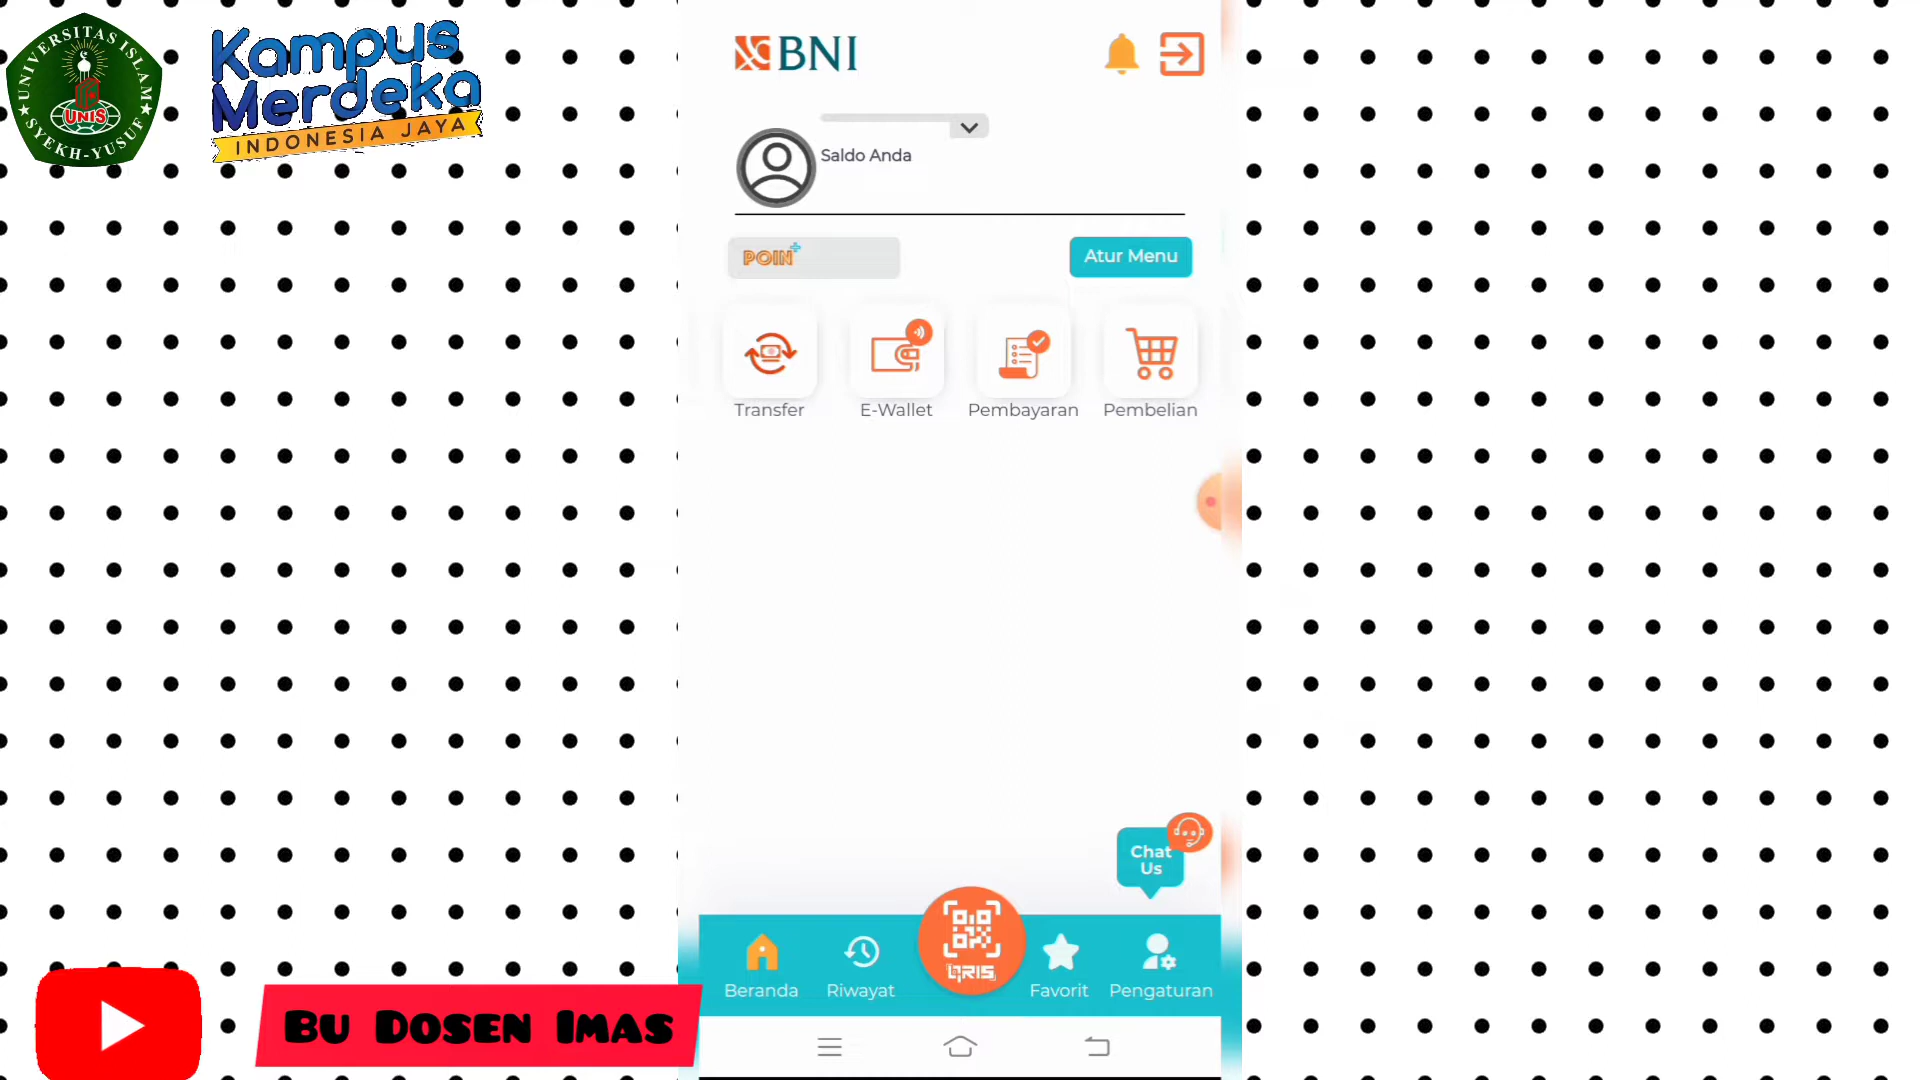 UNIVERSITAS ISLAM
UNIS
SYEKH-YUSUF
Kampus
Merdeka
INDONESIA JAYA
BNI
Saldo Anda
POIN+
Atur Menu
Transfer
E-Wallet
Pembayaran
Pembelian
Chat
Us
QRIS
Beranda
Riwayat
Favorit
Pengaturan
Bu Dosen Imas